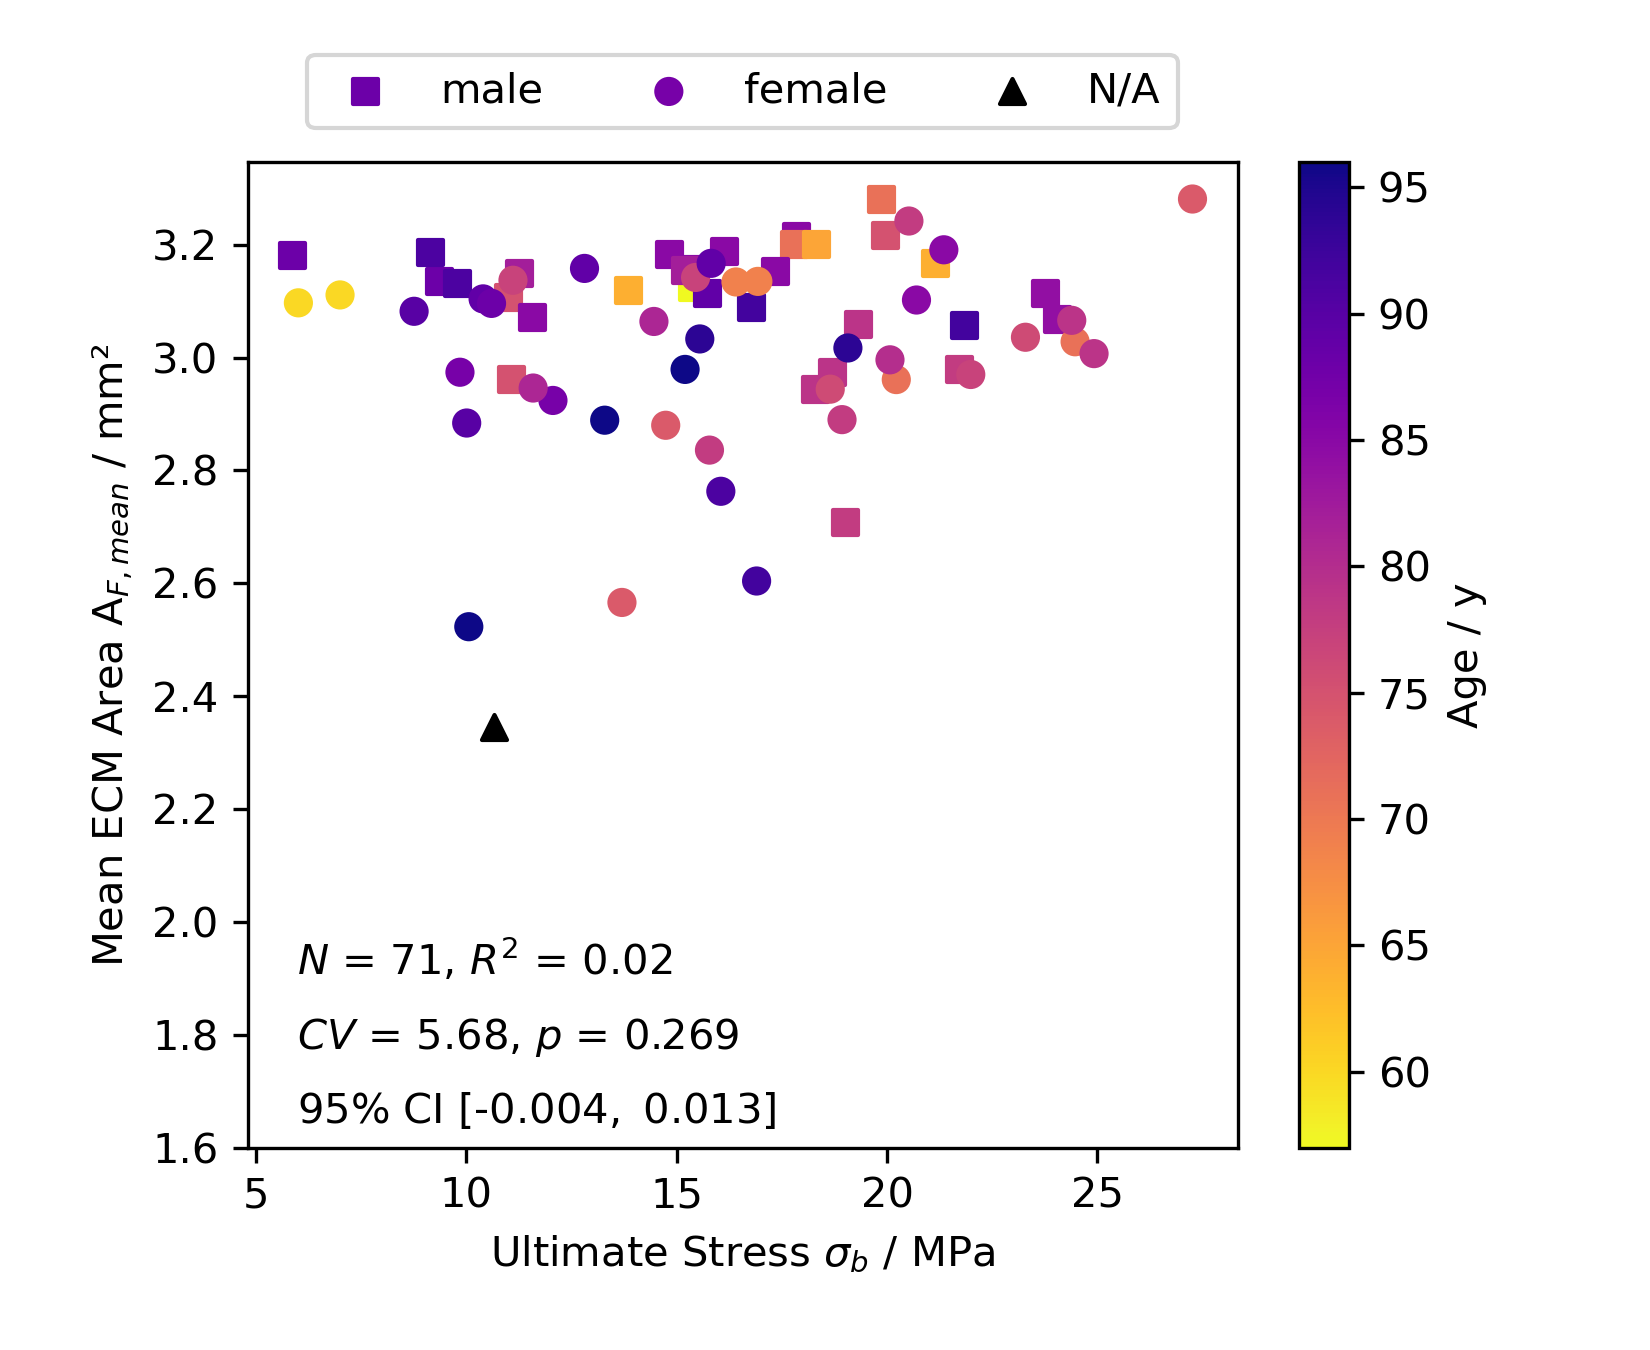 male female N/A
3.2
3.0
2.8
2.6
2.4
2.2
2.0
1.8
1.6
Mean ECM Area A_{F, mean} / mm²
N = 71, R² = 0.02
CV = 5.68, p = 0.269
95% CI [-0.004, 0.013]
5 10 15 20 25
Ultimate Stress σ_b / MPa
95
90
85
80
75
70
65
60
Age / y